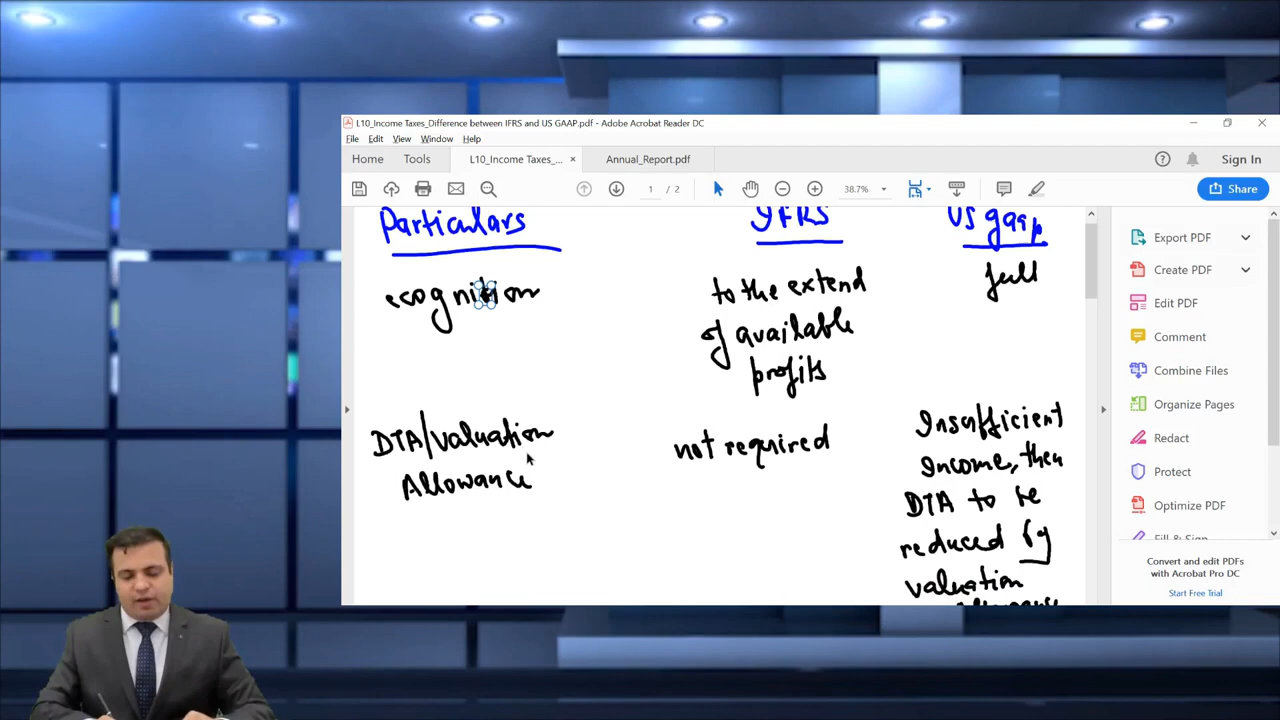 L10_Income Taxes_Difference between IFRS and US GAAP.pdf - Adobe Acrobat Reader DC
File Edit View Window Help
Home Tools L10_Income Taxes_... × Annual_Report.pdf Sign In
1 / 2 38.7% Share
Particulars IFRS US gaap
ecognition to the extend full
of available
profits
DTA/Valuation not required Insufficient
Allowance Income, then
DTA to be
reduced by
valuation
Allowance
Export PDF
Create PDF
Edit PDF
Comment
Combine Files
Organize Pages
Redact
Protect
Optimize PDF
Fill & Sign
Convert and edit PDFs
with Acrobat Pro DC
Start Free Trial